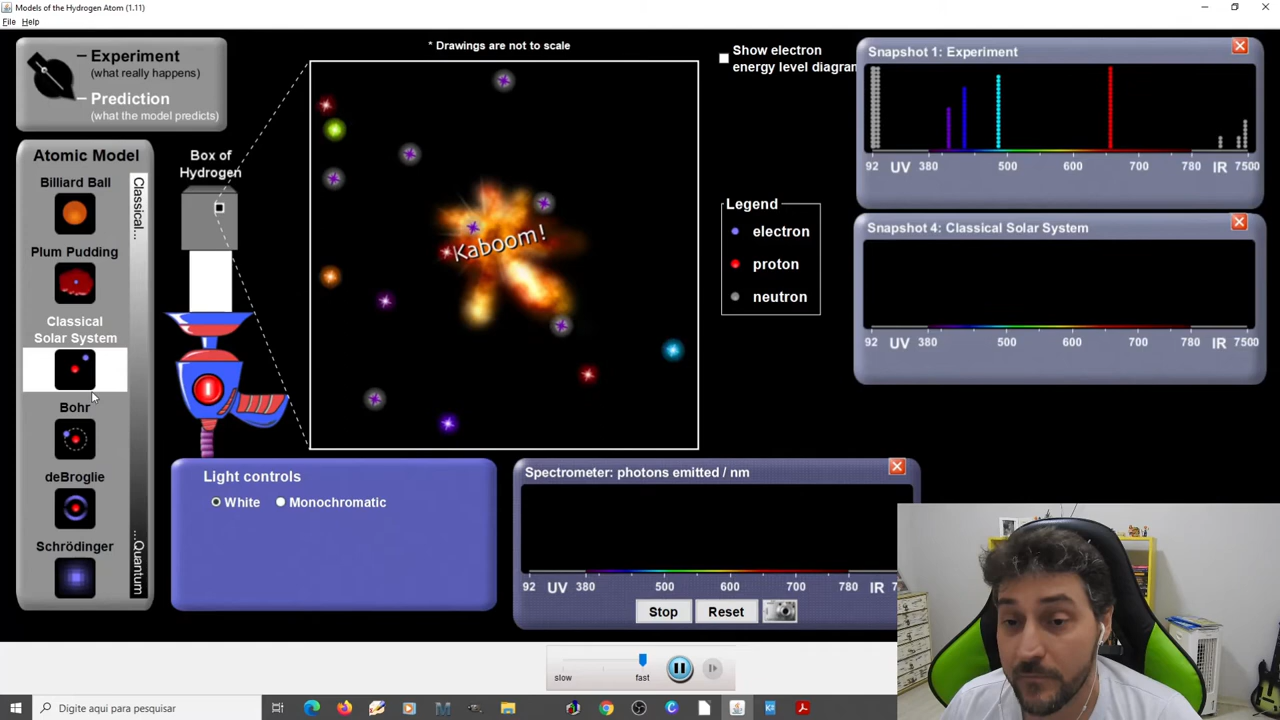 Models of the Hydrogen Atom (1.11)
File Help
Experiment
(what really happens)
Prediction
(what the model predicts)
Atomic Model
Billiard Ball
Plum Pudding
Classical
Solar System
Bohr
deBroglie
Schrödinger
Classical...
...Quantum
Box of
Hydrogen
* Drawings are not to scale
Kaboom!
Show electron
energy level diagram
Legend
electron
proton
neutron
Snapshot 1: Experiment
92 UV 380 500 600 700 780 IR 7500
Snapshot 4: Classical Solar System
92 UV 380 500 600 700 780 IR 7500
Light controls
White Monochromatic
Spectrometer: photons emitted / nm
92 UV 380 500 600 700 780 IR
Stop Reset
slow fast
Digite aqui para pesquisar